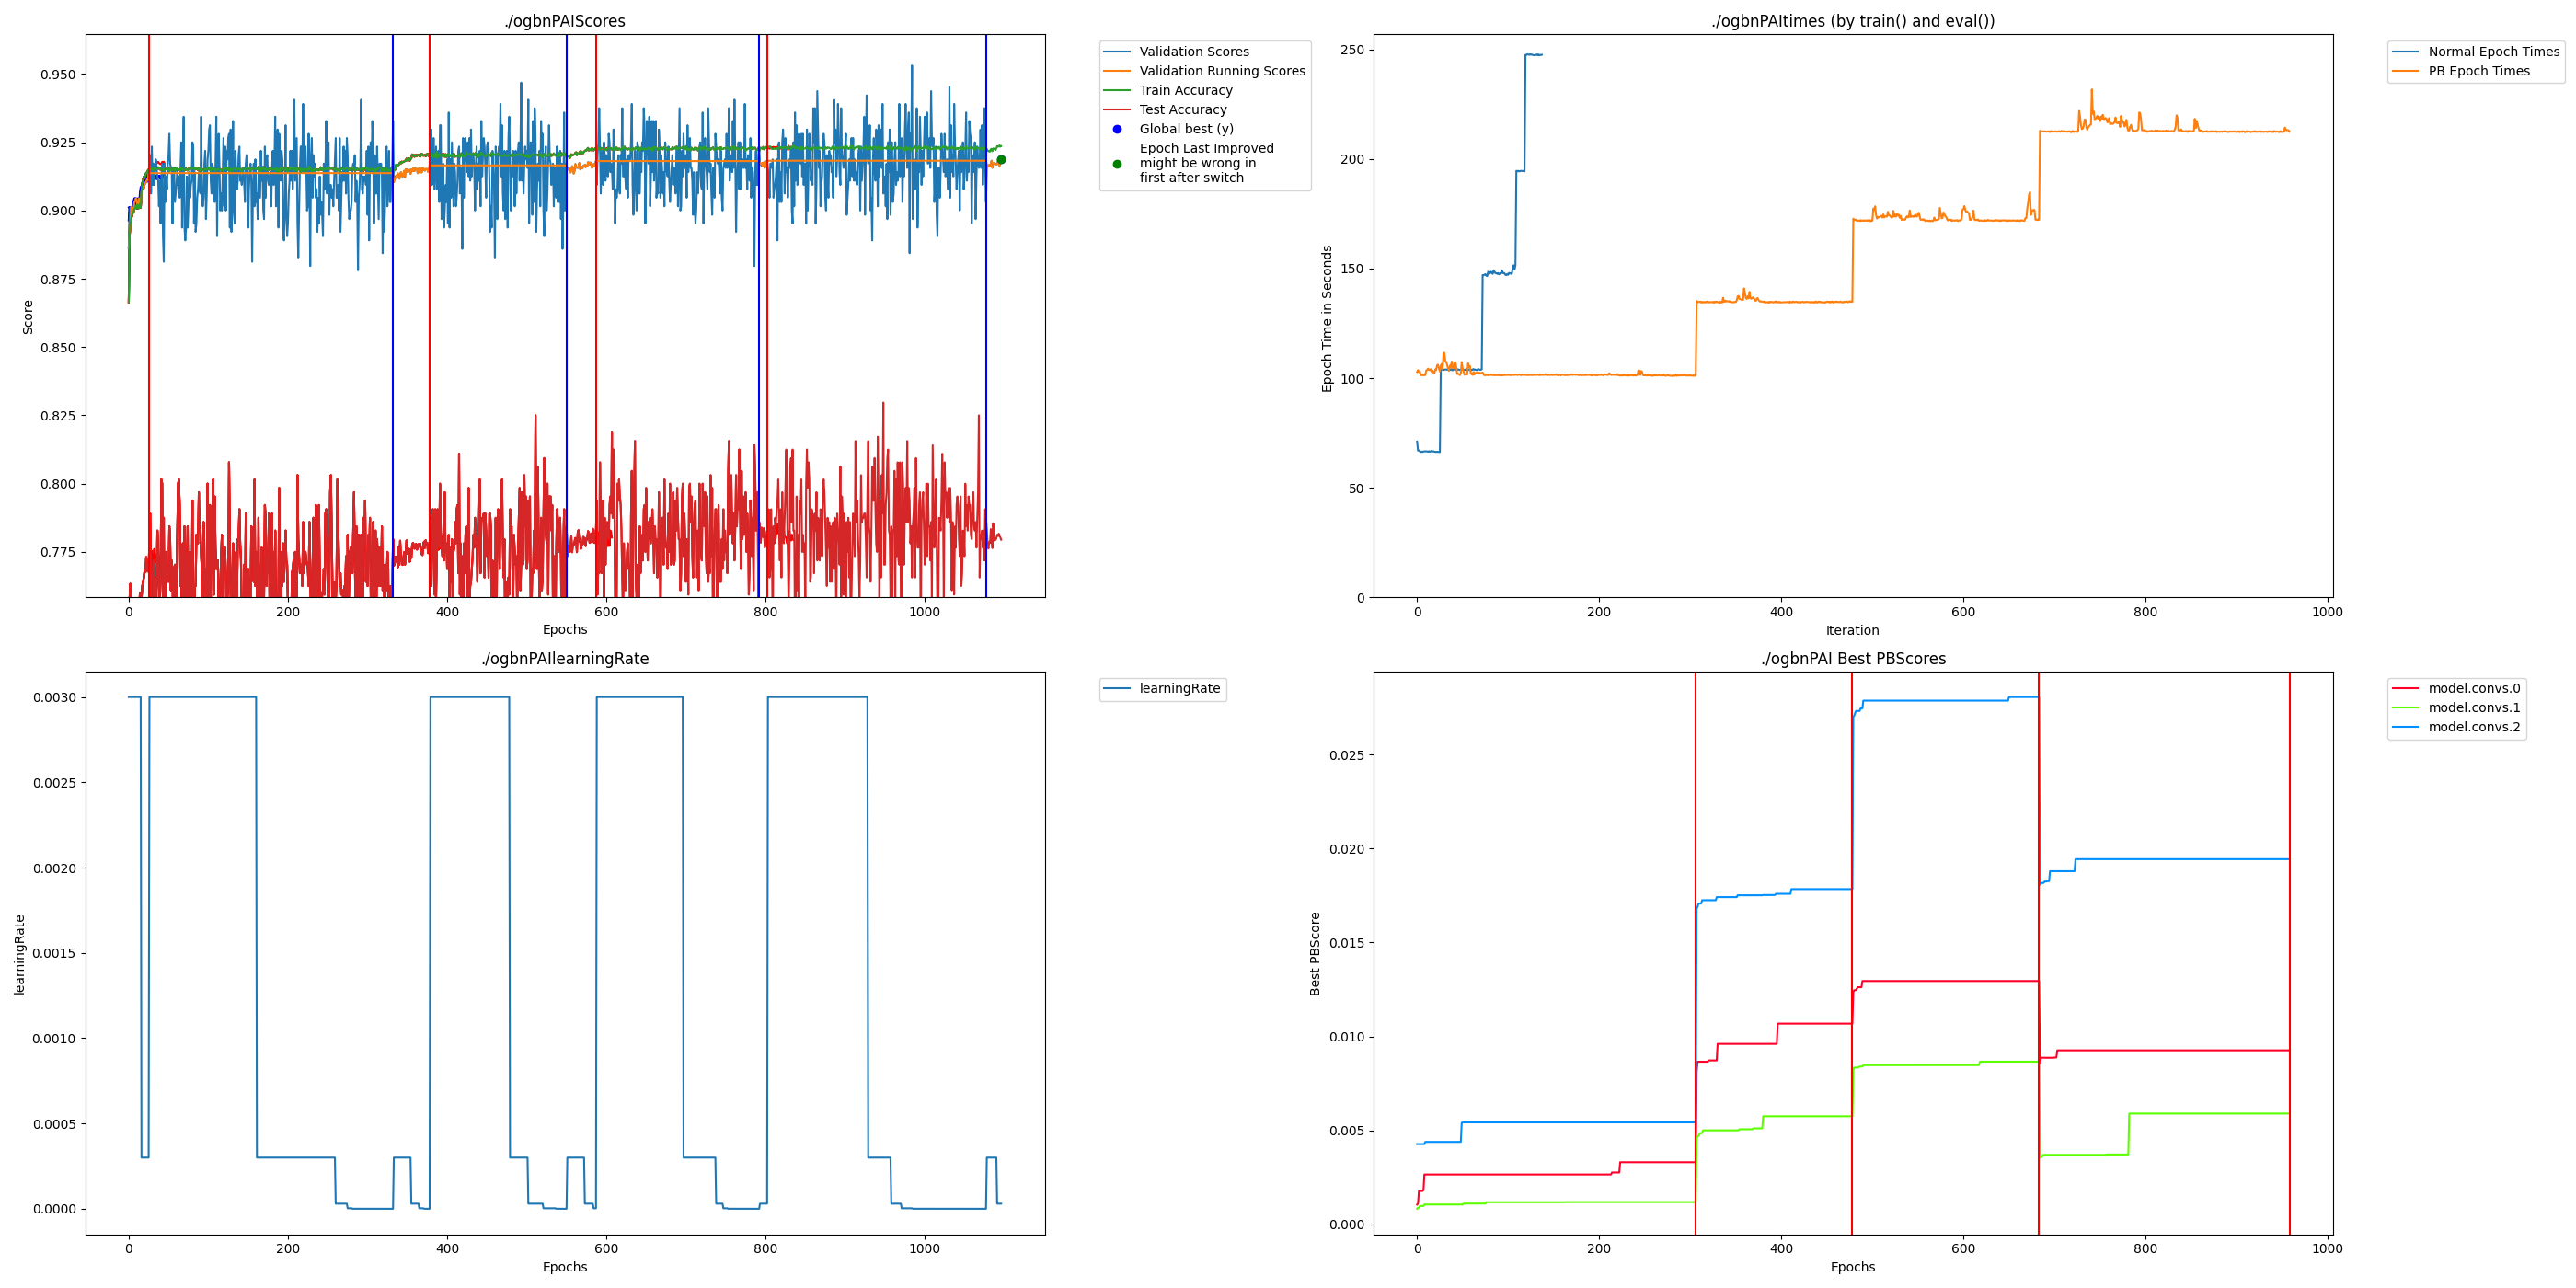 ./ogbnPAIScores
0.950
0.925
0.900
0.875
0.850
0.825
0.800
0.775
Score
0
200
400
600
800
1000
Epochs
Validation Scores
Validation Running Scores
Train Accuracy
Test Accuracy
Global best (y)
Epoch Last Improved
might be wrong in
first after switch
./ogbnPAItimes (by train() and eval())
250
200
150
100
50
0
Epoch Time in Seconds
0
200
400
600
800
1000
Iteration
Normal Epoch Times
PB Epoch Times
./ogbnPAIlearningRate
0.0030
0.0025
0.0020
0.0015
0.0010
0.0005
0.0000
learningRate
0
200
400
600
800
1000
Epochs
learningRate
./ogbnPAI Best PBScores
0.025
0.020
0.015
0.010
0.005
0.000
Best PBScore
0
200
400
600
800
1000
Epochs
model.convs.0
model.convs.1
model.convs.2